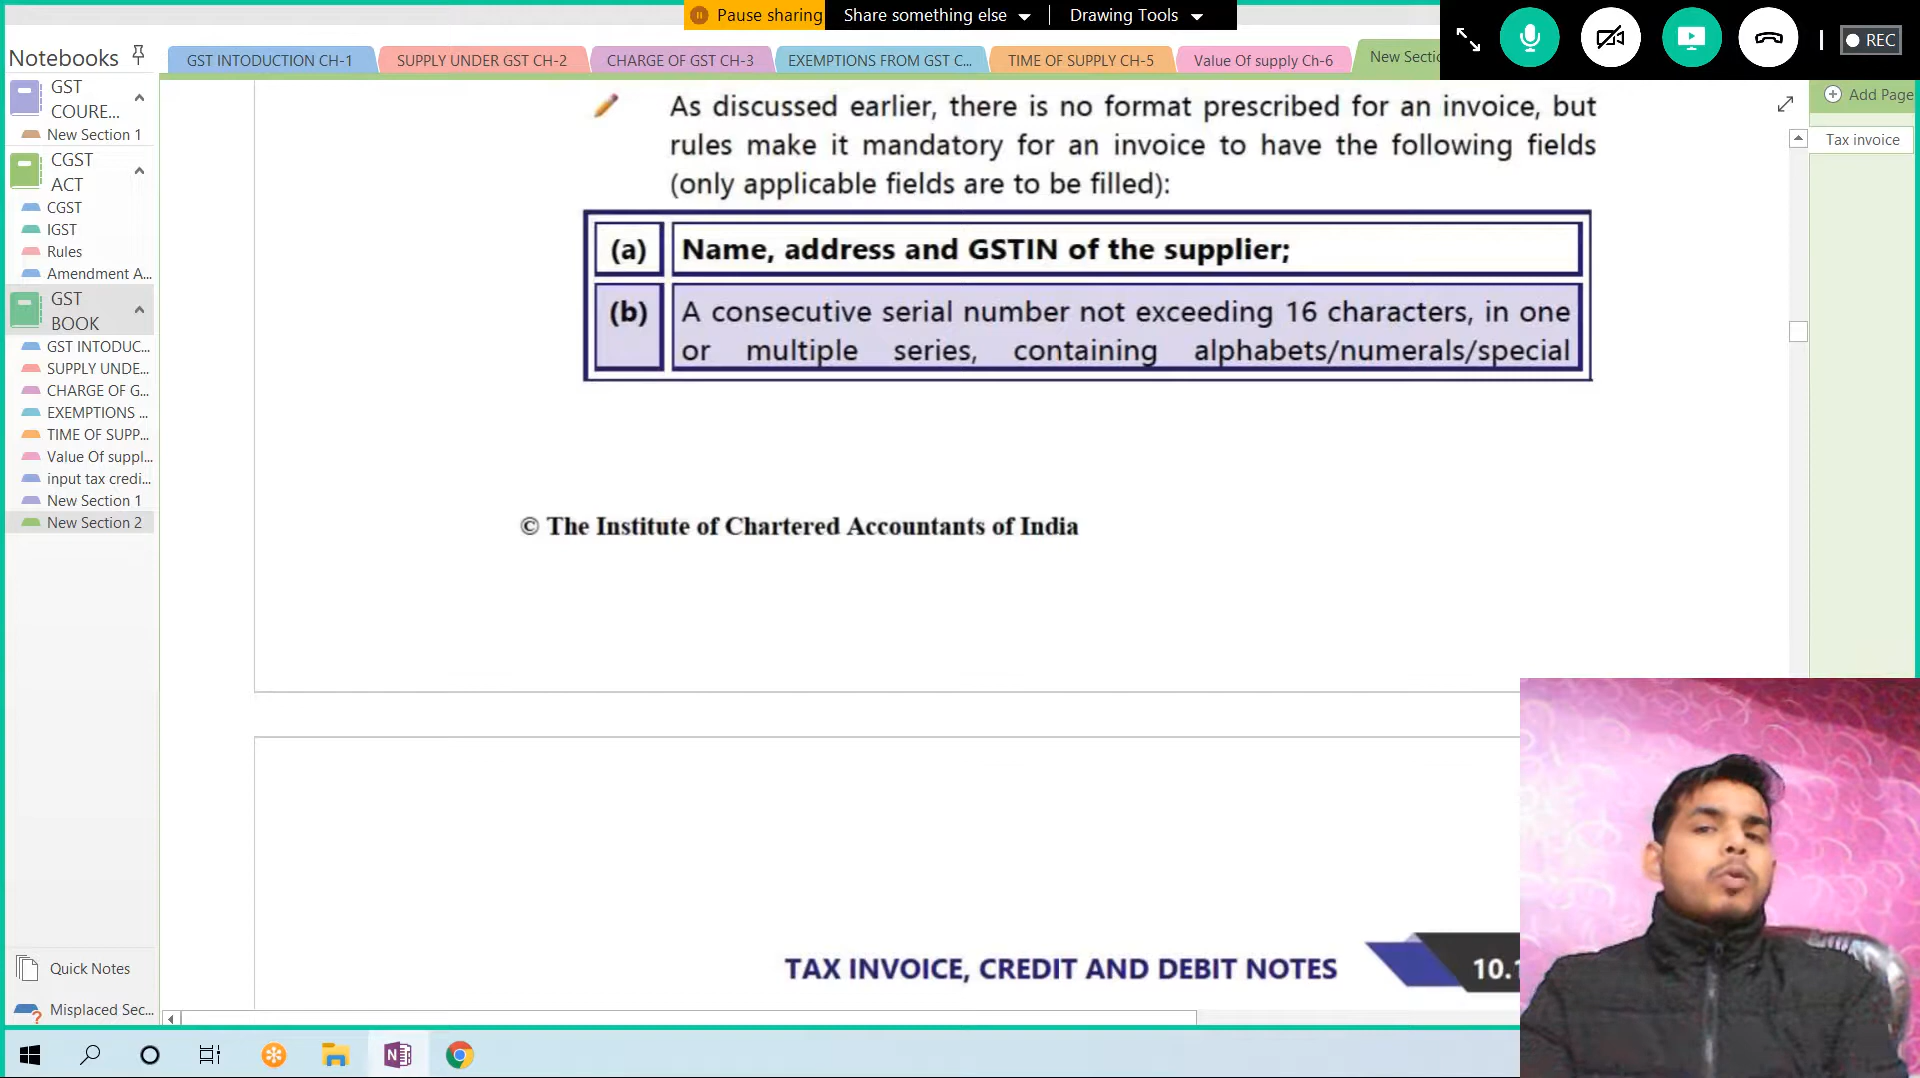 Pause sharing
Share something else
Drawing Tools
REC
Notebooks
GST INTODUCTION CH-1
SUPPLY UNDER GST CH-2
CHARGE OF GST CH-3
EXEMPTIONS FROM GST C...
TIME OF SUPPLY CH-5
Value Of supply Ch-6
New Sectio
GST
COURE...
New Section 1
CGST
ACT
CGST
IGST
Rules
Amendment A...
GST
BOOK
GST INTODUC...
SUPPLY UNDE...
CHARGE OF G...
EXEMPTIONS ...
TIME OF SUPP...
Value Of suppl...
input tax credi...
New Section 1
New Section 2
Quick Notes
Misplaced Sec...
As discussed earlier, there is no format prescribed for an invoice, but
rules make it mandatory for an invoice to have the following fields
(only applicable fields are to be filled):
(a) Name, address and GSTIN of the supplier;
(b) A consecutive serial number not exceeding 16 characters, in one
or multiple series, containing alphabets/numerals/special
© The Institute of Chartered Accountants of India
TAX INVOICE, CREDIT AND DEBIT NOTES
Add Page
Tax invoice